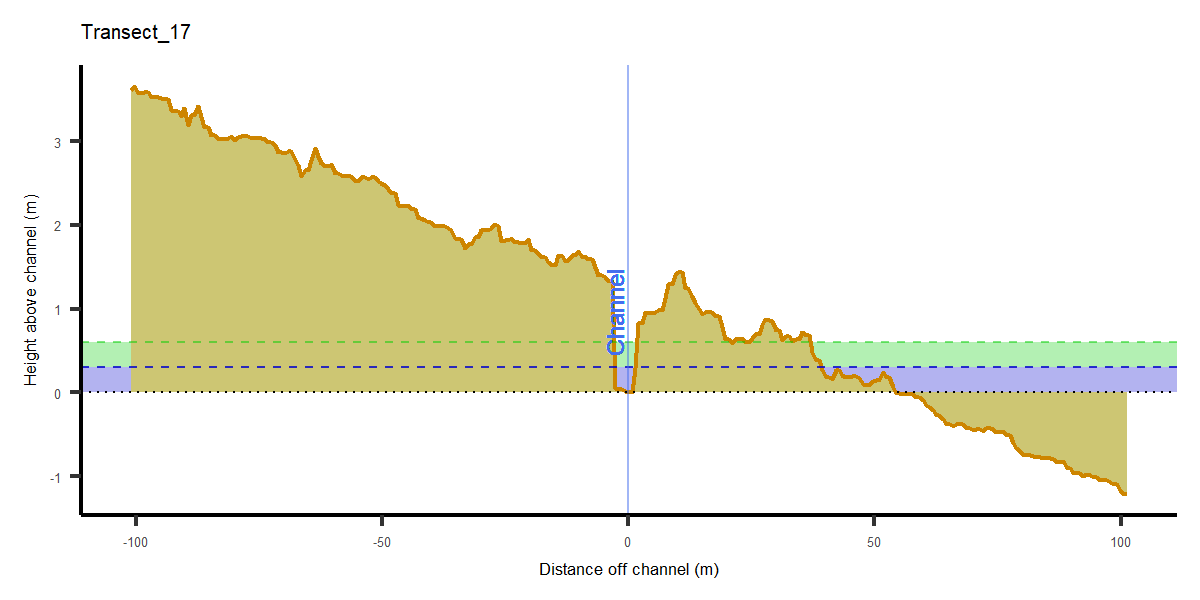 Transect_17
Height above channel (m)
3
2
1
0
-1
Channel
-100
-50
0
50
100
Distance off channel (m)